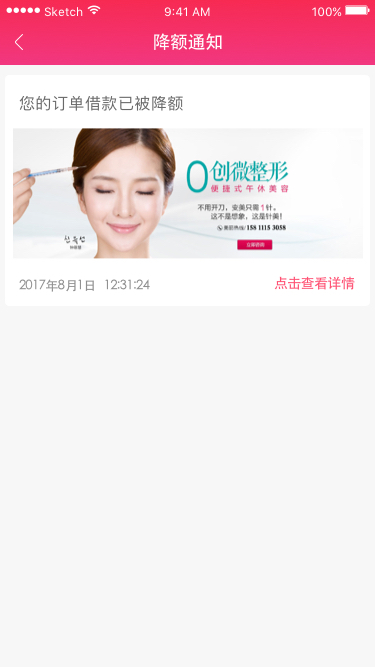 Sketch 9:41 AM 100%
降额通知
您的订单借款已被降额
0创微整形
便捷式午休美容
不用开刀，变美只需1针。
这不是想象，这是针美！
158 1115 3058
2017年8月1日 12:31:24
点击查看详情